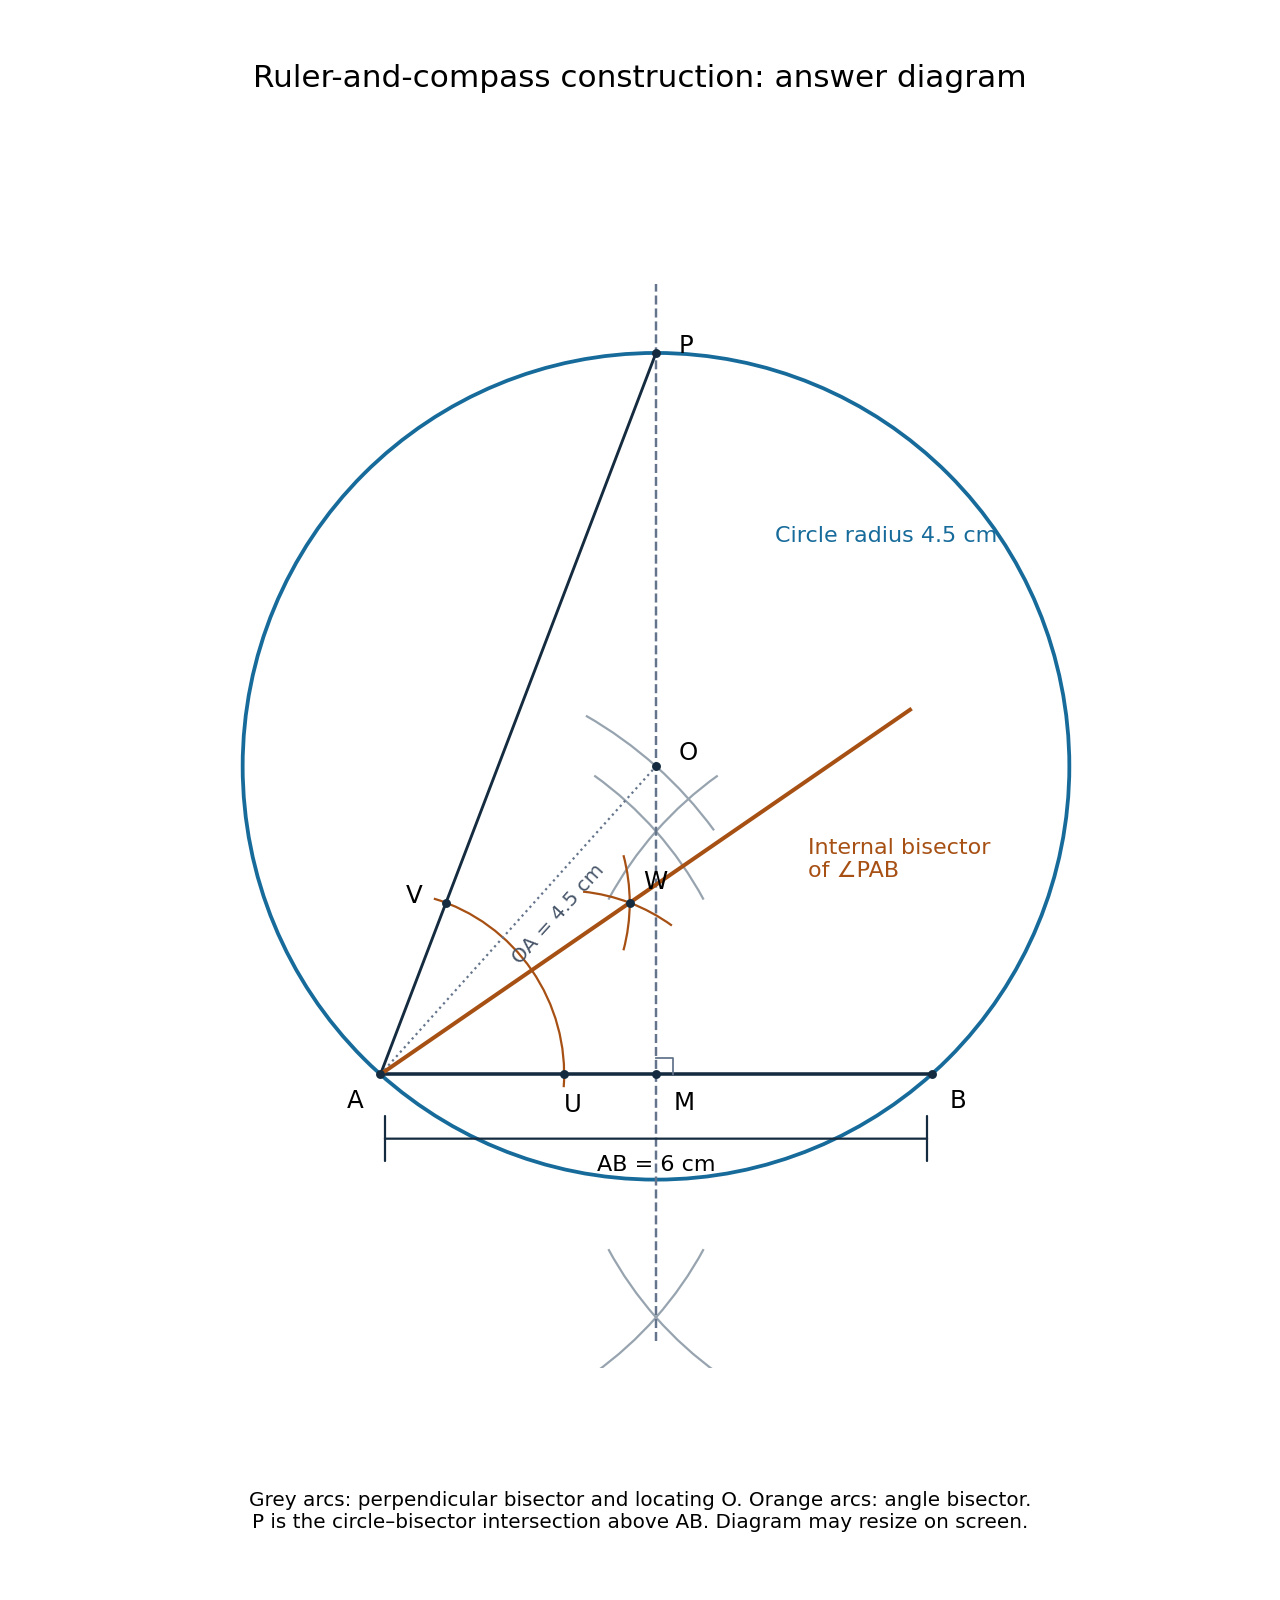 Ruler-and-compass construction: answer diagram
P
Circle radius 4.5 cm
O
Internal bisector
of ∠PAB
W
V
OA = 4.5 cm
A
U
M
B
AB = 6 cm
Grey arcs: perpendicular bisector and locating O. Orange arcs: angle bisector.
P is the circle–bisector intersection above AB. Diagram may resize on screen.